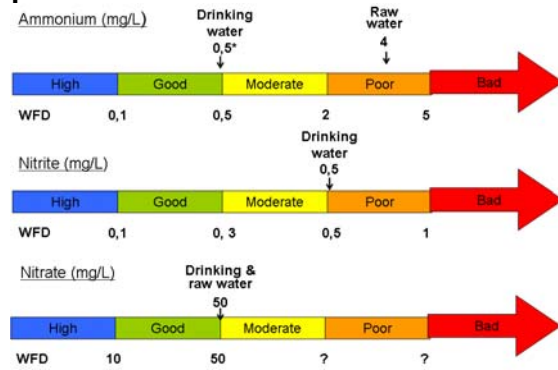 Ammonium (mg/L)
Drinking
water
0,5*
Raw
water
4
High Good Moderate Poor Bad
WFD 0,1 0,5 2 5
Drinking
water
0,5
Nitrite (mg/L)
High Good Moderate Poor Bad
WFD 0,1 0, 3 0,5 1
Nitrate (mg/L)
Drinking &
raw water
50
High Good Moderate Poor Bad
WFD 10 50 ? ?